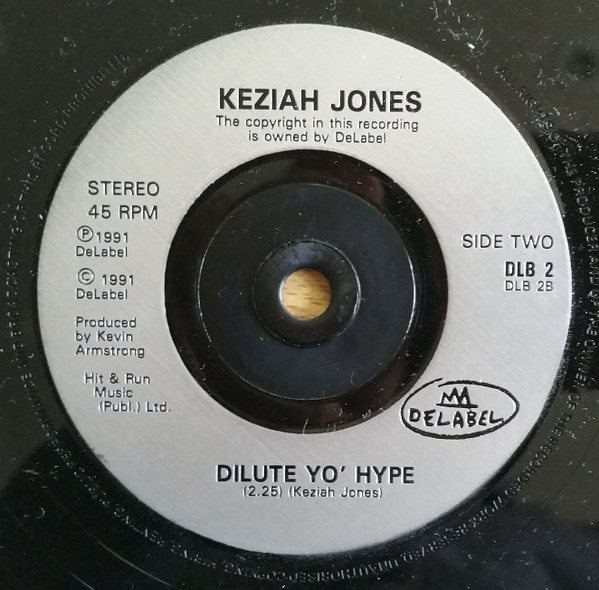 KEZIAH JONES
The copyright in this recording
is owned by DeLabel
STEREO
45 RPM
Ⓟ1991
DeLabel
© 1991
DeLabel
Produced
by Kevin
Armstrong
Hit & Run
Music
(Publ.) Ltd.
SIDE TWO
DLB 2
DLB 2B
DELABEL
DILUTE YO' HYPE
(2.25) (Keziah Jones)